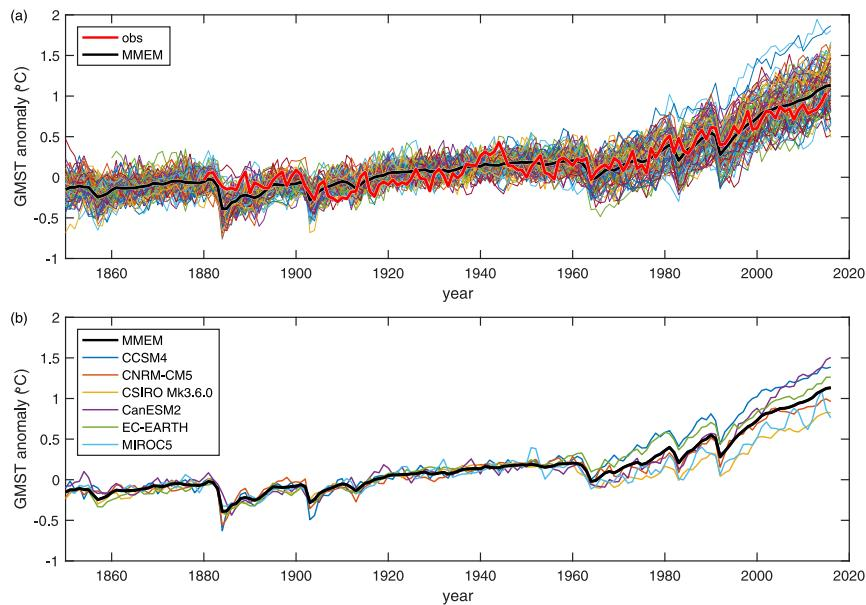 (a)
2
1.5
1
0.5
0
-0.5
-1
GMST anomaly (ºC)
obs
MMEM
1860 1880 1900 1920 1940 1960 1980 2000 2020
year
(b)
2
1.5
1
0.5
0
-0.5
-1
GMST anomaly (ºC)
MMEM
CCSM4
CNRM-CM5
CSIRO Mk3.6.0
CanESM2
EC-EARTH
MIROC5
1860 1880 1900 1920 1940 1960 1980 2000 2020
year